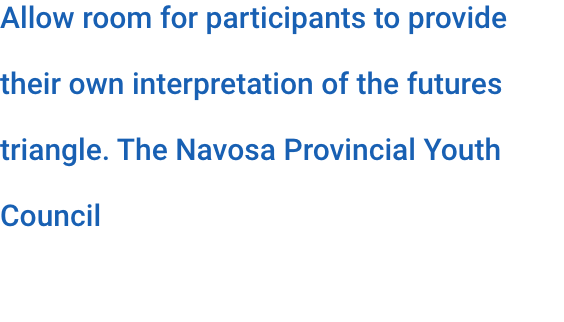 Allow room for participants to provide
their own interpretation of the futures
triangle. The Navosa Provincial Youth
Council